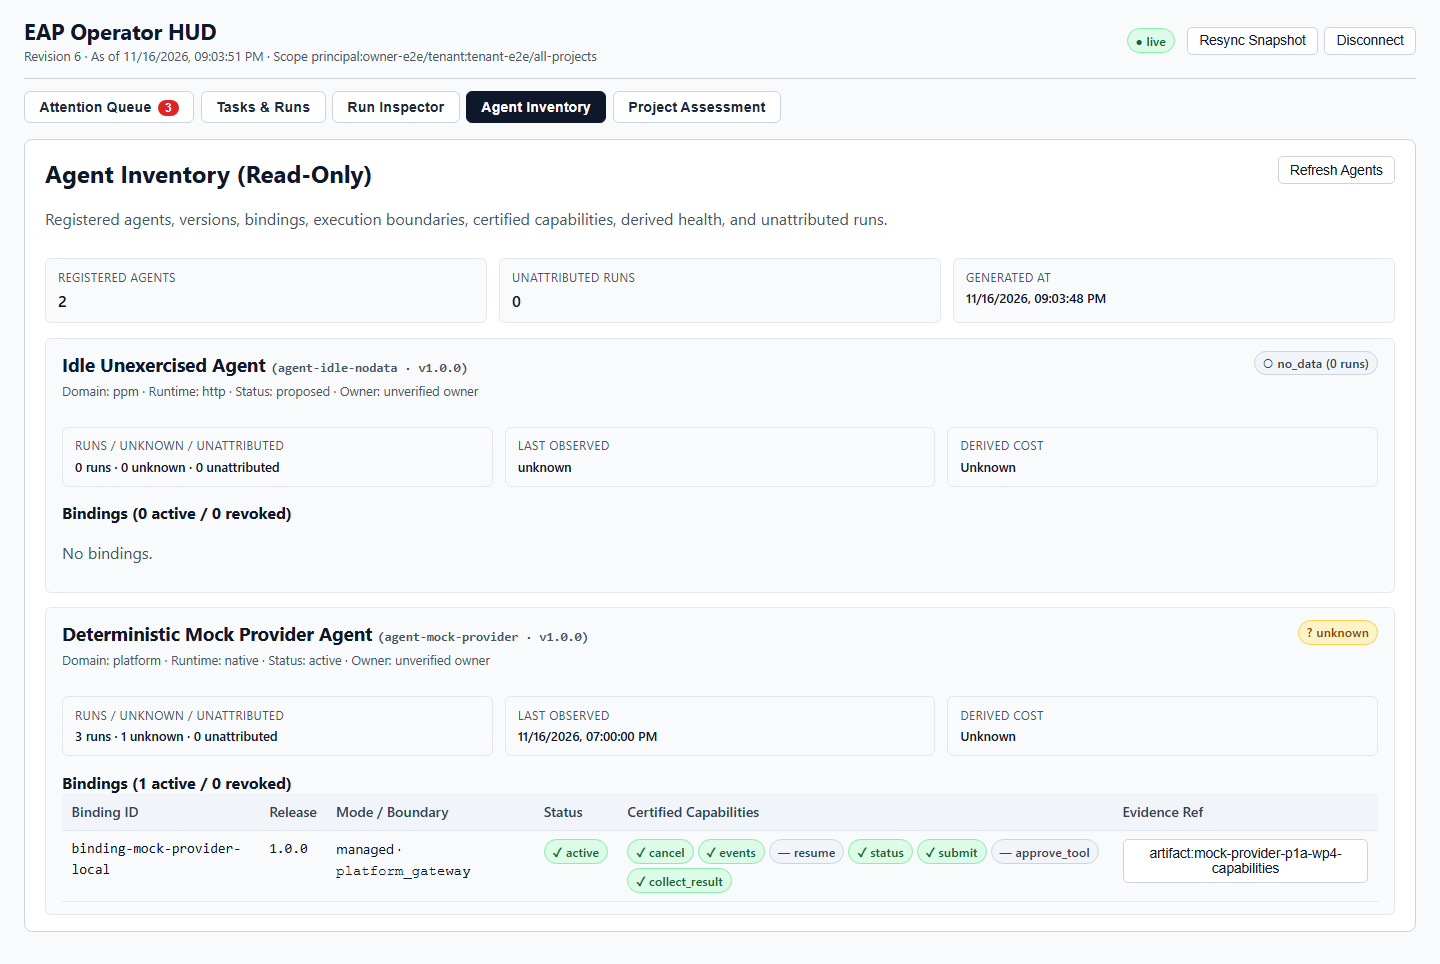 EAP Operator HUD
Revision 6 · As of 11/16/2026, 09:03:51 PM · Scope principal:owner-e2e/tenant:tenant-e2e/all-projects
● live
Resync Snapshot
Disconnect
Attention Queue 3
Tasks & Runs
Run Inspector
Agent Inventory
Project Assessment
Agent Inventory (Read-Only)
Refresh Agents
Registered agents, versions, bindings, execution boundaries, certified capabilities, derived health, and unattributed runs.
REGISTERED AGENTS
2
UNATTRIBUTED RUNS
0
GENERATED AT
11/16/2026, 09:03:48 PM
Idle Unexercised Agent (agent-idle-nodata · v1.0.0)
○ no_data (0 runs)
Domain: ppm · Runtime: http · Status: proposed · Owner: unverified owner
RUNS / UNKNOWN / UNATTRIBUTED
0 runs · 0 unknown · 0 unattributed
LAST OBSERVED
unknown
DERIVED COST
Unknown
Bindings (0 active / 0 revoked)
No bindings.
Deterministic Mock Provider Agent (agent-mock-provider · v1.0.0)
? unknown
Domain: platform · Runtime: native · Status: active · Owner: unverified owner
RUNS / UNKNOWN / UNATTRIBUTED
3 runs · 1 unknown · 0 unattributed
LAST OBSERVED
11/16/2026, 07:00:00 PM
DERIVED COST
Unknown
Bindings (1 active / 0 revoked)
Binding ID Release Mode / Boundary Status Certified Capabilities Evidence Ref
binding-mock-provider-
local
1.0.0
managed ·
platform_gateway
✓ active
✓ cancel ✓ events — resume ✓ status ✓ submit — approve_tool
✓ collect_result
artifact:mock-provider-p1a-wp4-
capabilities